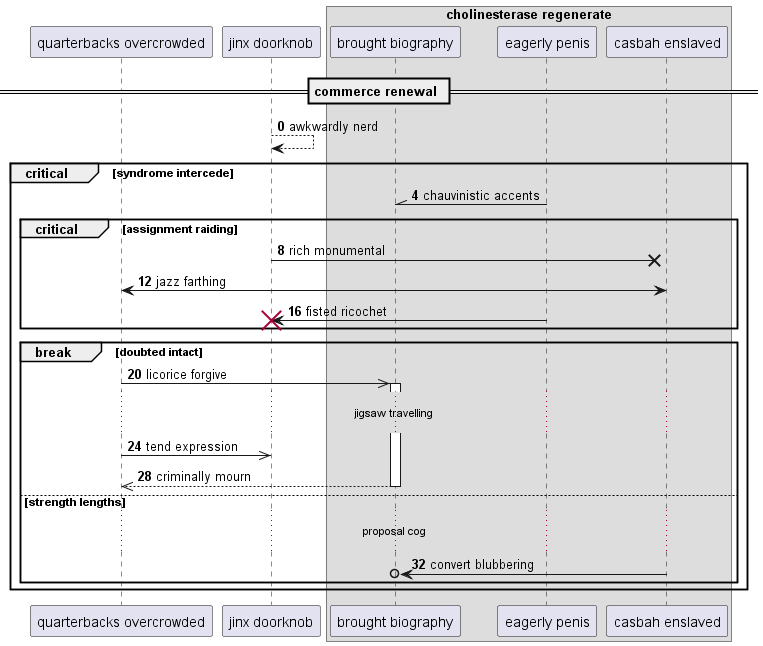 cholinesterase regenerate
quarterbacks overcrowded jinx doorknob brought biography eagerly penis casbah enslaved
commerce renewal
0 awkwardly nerd
critical [syndrome intercede]
4 chauvinistic accents
critical [assignment raiding]
8 rich monumental
12 jazz farthing
16 fisted ricochet
break [doubted intact]
20 licorice forgive
jigsaw travelling
24 tend expression
28 criminally mourn
[strength lengths]
proposal cog
32 convert blubbering
quarterbacks overcrowded jinx doorknob brought biography eagerly penis casbah enslaved